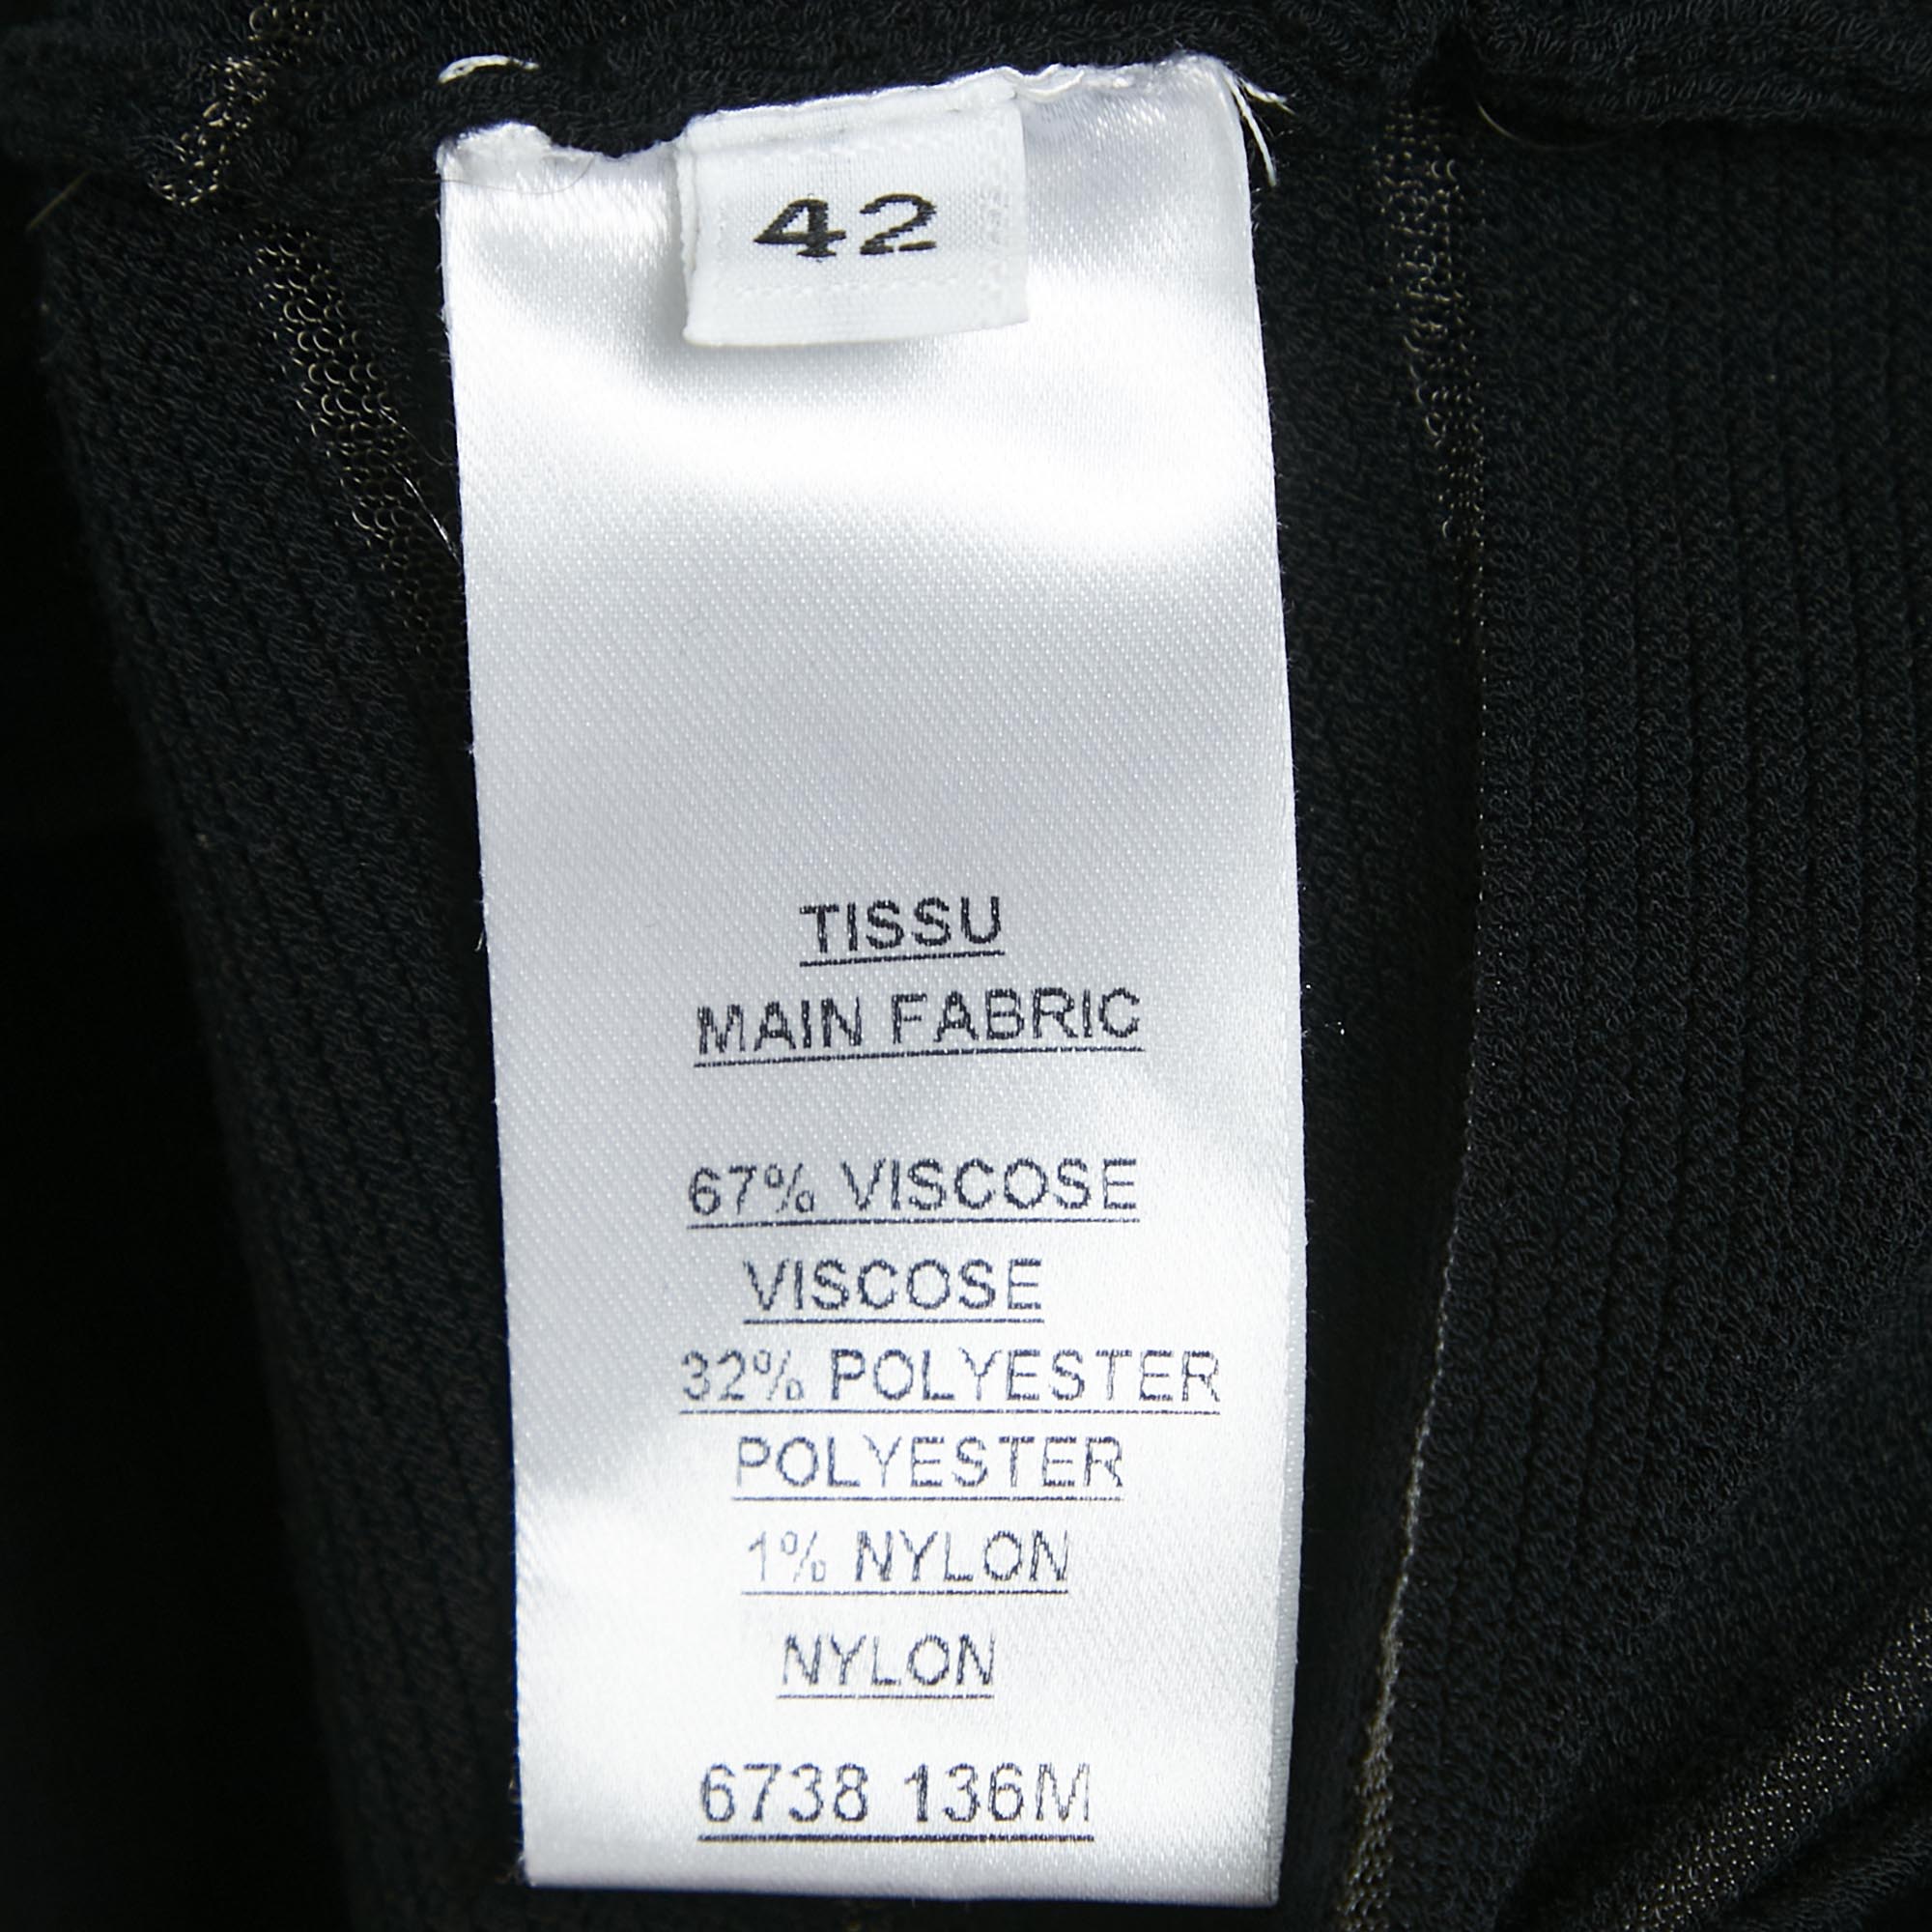 42
TISSU
MAIN FABRIC
67% VISCOSE
VISCOSE
32% POLYESTER
POLYESTER
1% NYLON
NYLON
6738 136M